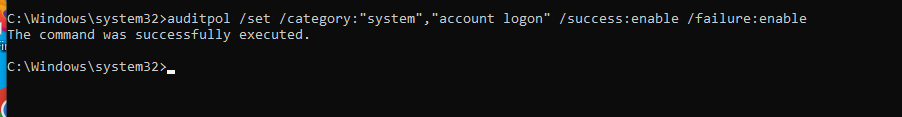 C:\Windows\system32>auditpol /set /category:"system","account logon" /success:enable /failure:enable
The command was successfully executed.
C:\Windows\system32>